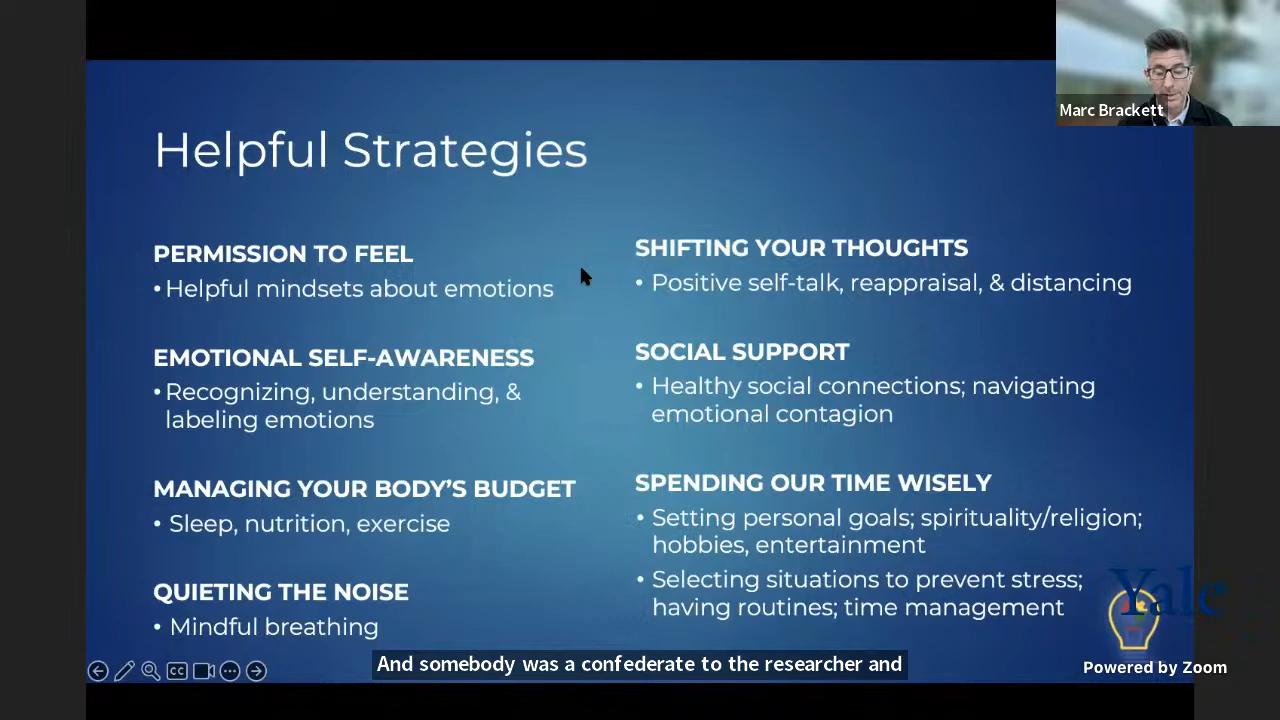 Marc Brackett
Helpful Strategies
PERMISSION TO FEEL
• Helpful mindsets about emotions
EMOTIONAL SELF-AWARENESS
• Recognizing, understanding, &
labeling emotions
MANAGING YOUR BODY'S BUDGET
• Sleep, nutrition, exercise
QUIETING THE NOISE
• Mindful breathing
SHIFTING YOUR THOUGHTS
• Positive self-talk, reappraisal, & distancing
SOCIAL SUPPORT
• Healthy social connections; navigating
emotional contagion
SPENDING OUR TIME WISELY
• Setting personal goals; spirituality/religion;
hobbies, entertainment
• Selecting situations to prevent stress;
having routines; time management
Yale
CC
And somebody was a confederate to the researcher and
Powered by Zoom